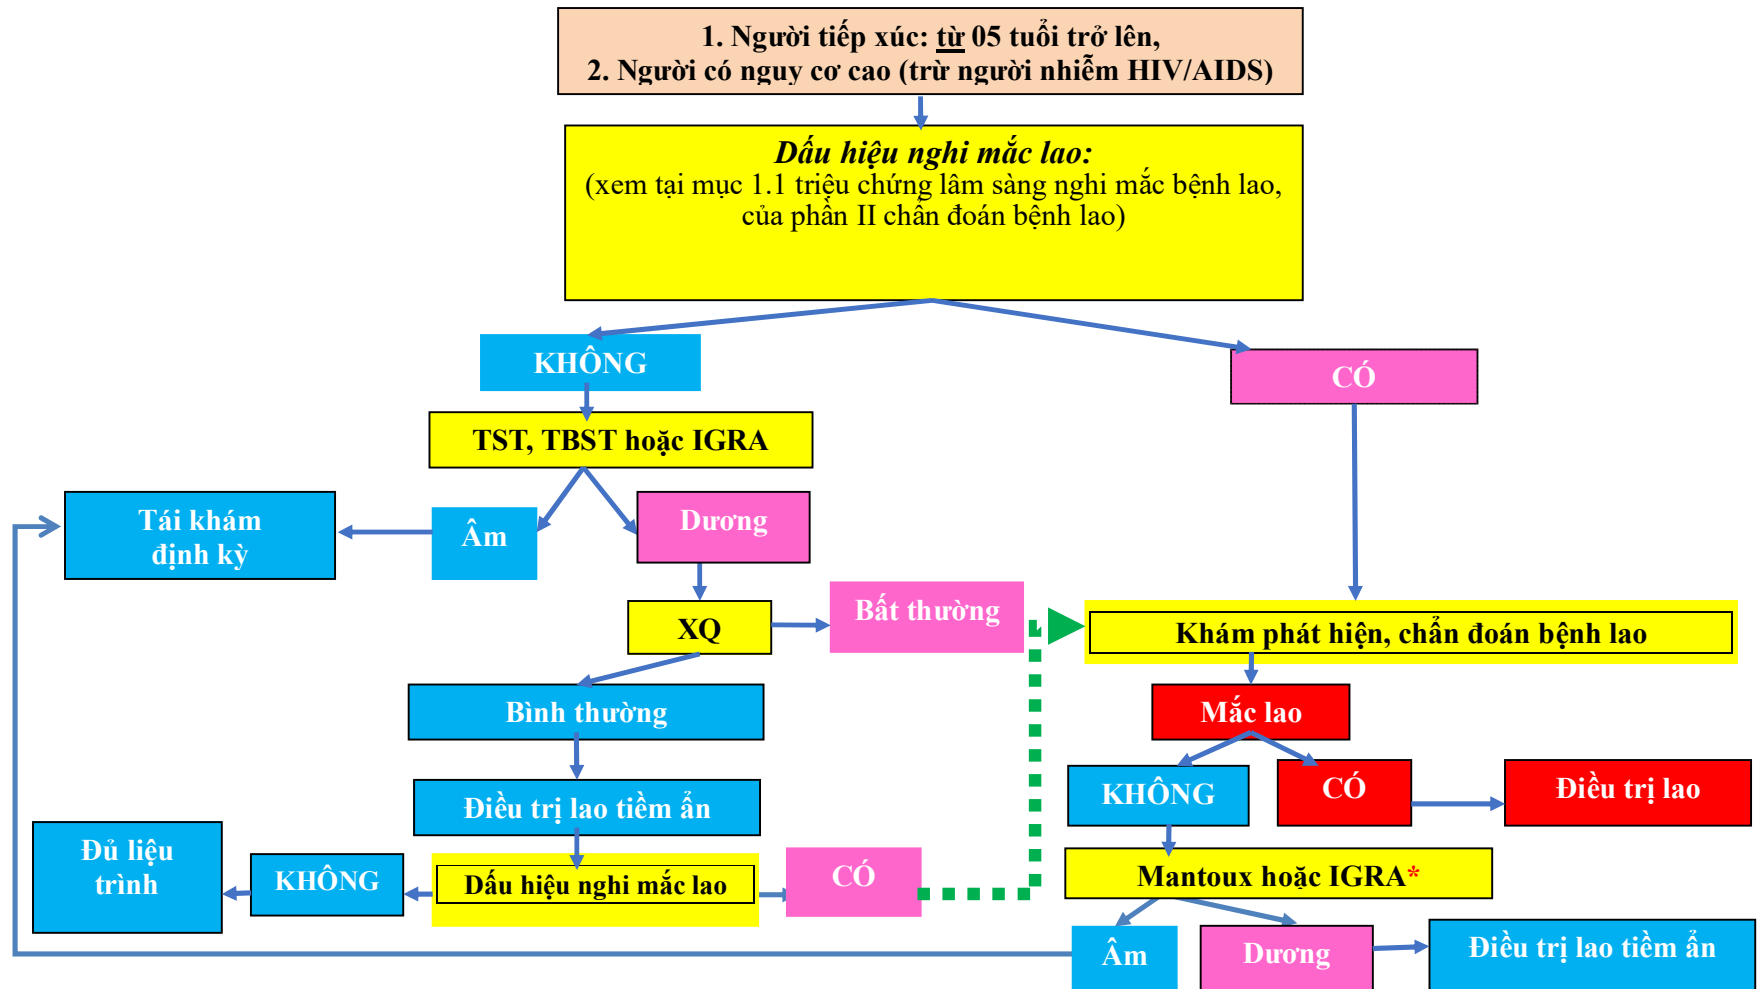 1. Người tiếp xúc: từ 05 tuổi trở lên,
2. Người có nguy cơ cao (trừ người nhiễm HIV/AIDS)
Dấu hiệu nghi mắc lao:
(xem tại mục 1.1 triệu chứng lâm sàng nghi mắc bệnh lao,
của phần II chẩn đoán bệnh lao)
KHÔNG
CÓ
TST, TBST hoặc IGRA
Tái khám
định kỳ
Âm
Dương
XQ
Bất thường
Khám phát hiện, chẩn đoán bệnh lao
Bình thường
Mắc lao
Điều trị lao tiềm ẩn
KHÔNG
CÓ
Điều trị lao
Đủ liệu
trình
KHÔNG
Dấu hiệu nghi mắc lao
CÓ
Mantoux hoặc IGRA*
Âm
Dương
Điều trị lao tiềm ẩn